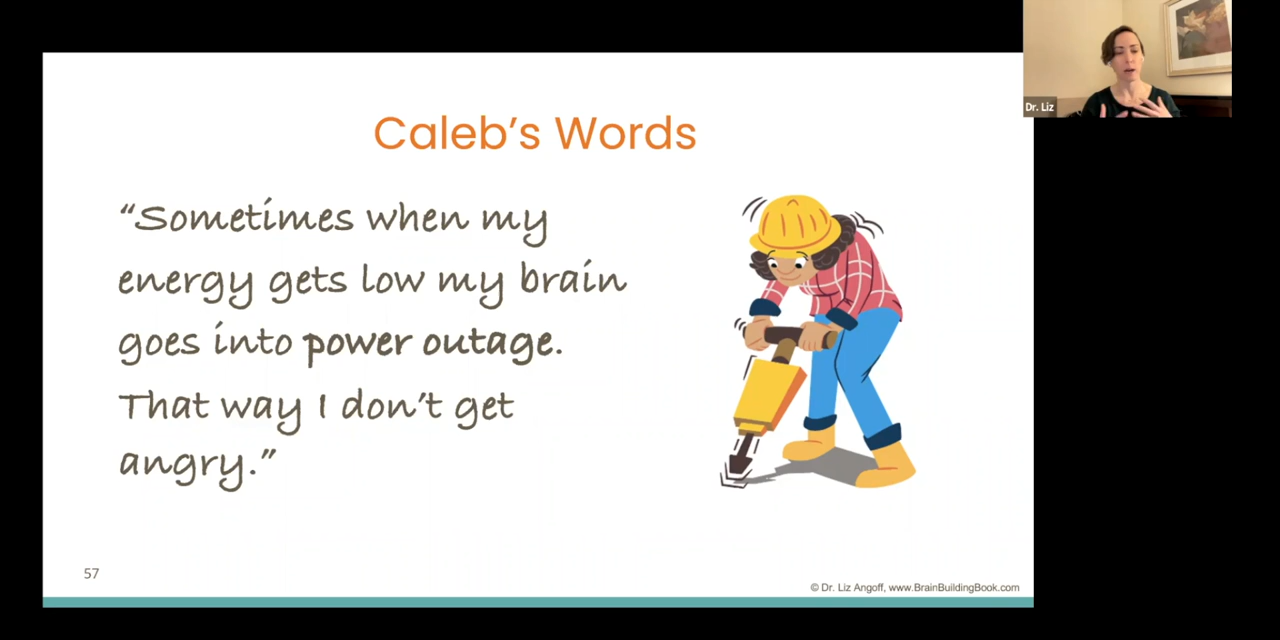 Dr. Liz
Caleb’s Words
“Sometimes when my
energy gets low my brain
goes into power outage.
That way I don’t get
angry.”
57
© Dr. Liz Angoff, www.BrainBuildingBook.com